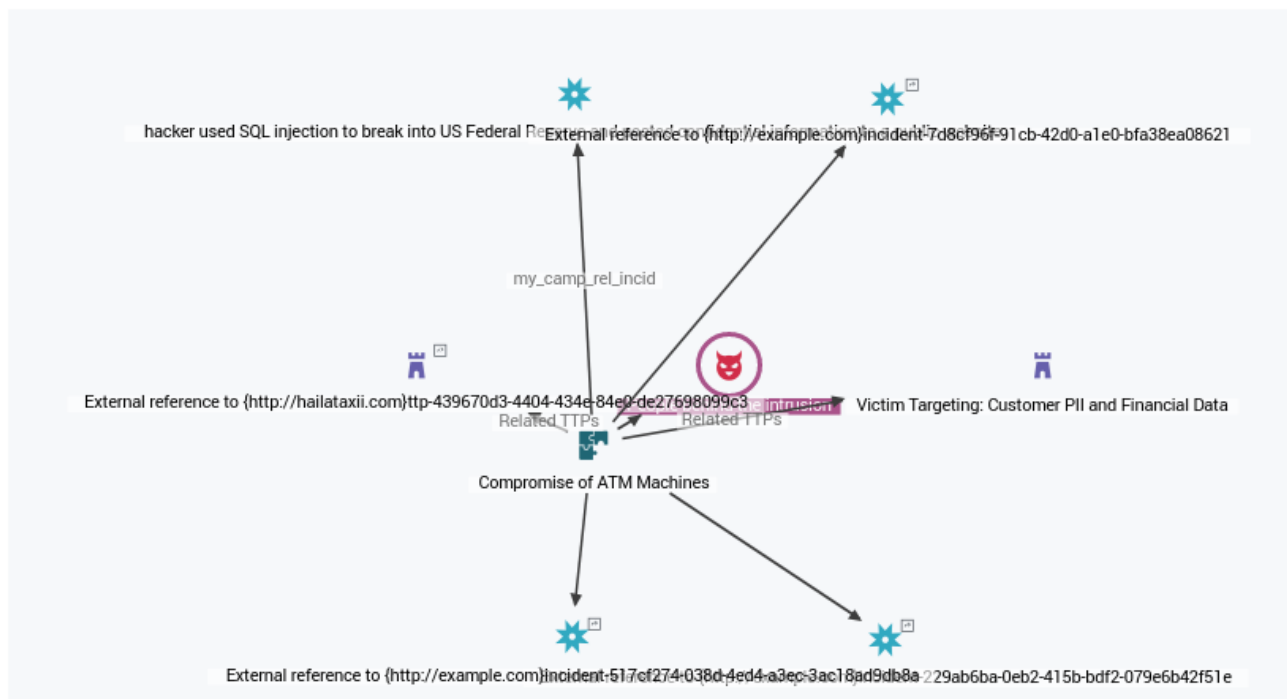 hacker used SQL injection to break into US Federal
External reference to {http://example.com}incident-7d8cf96f-91cb-42d0-a1e0-bfa38ea08621
my_camp_rel_incid
External reference to {http://hailataxii.com}ttp-439670d3-4404-434e-84e0-de27698099c3
the intrusion
Victim Targeting: Customer PII and Financial Data
Related TTPs
Related TTPs
Compromise of ATM Machines
External reference to {http://example.com}incident-517cf274-038d-4ed4-a3ec-3ac18ad9db8a
229ab6ba-0eb2-415b-bdf2-079e6b42f51e